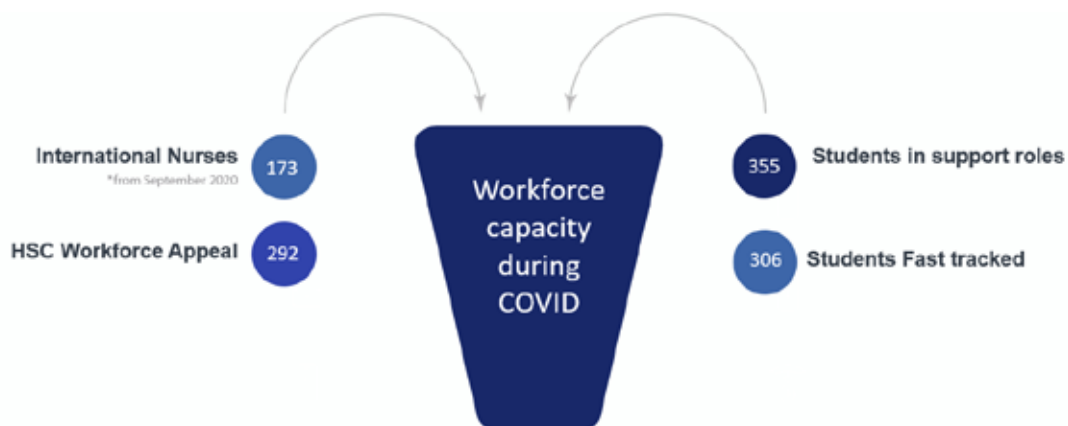 International Nurses
*from September 2020
173
HSC Workforce Appeal
292
Workforce
capacity
during
COVID
355
Students in support roles
306
Students Fast tracked